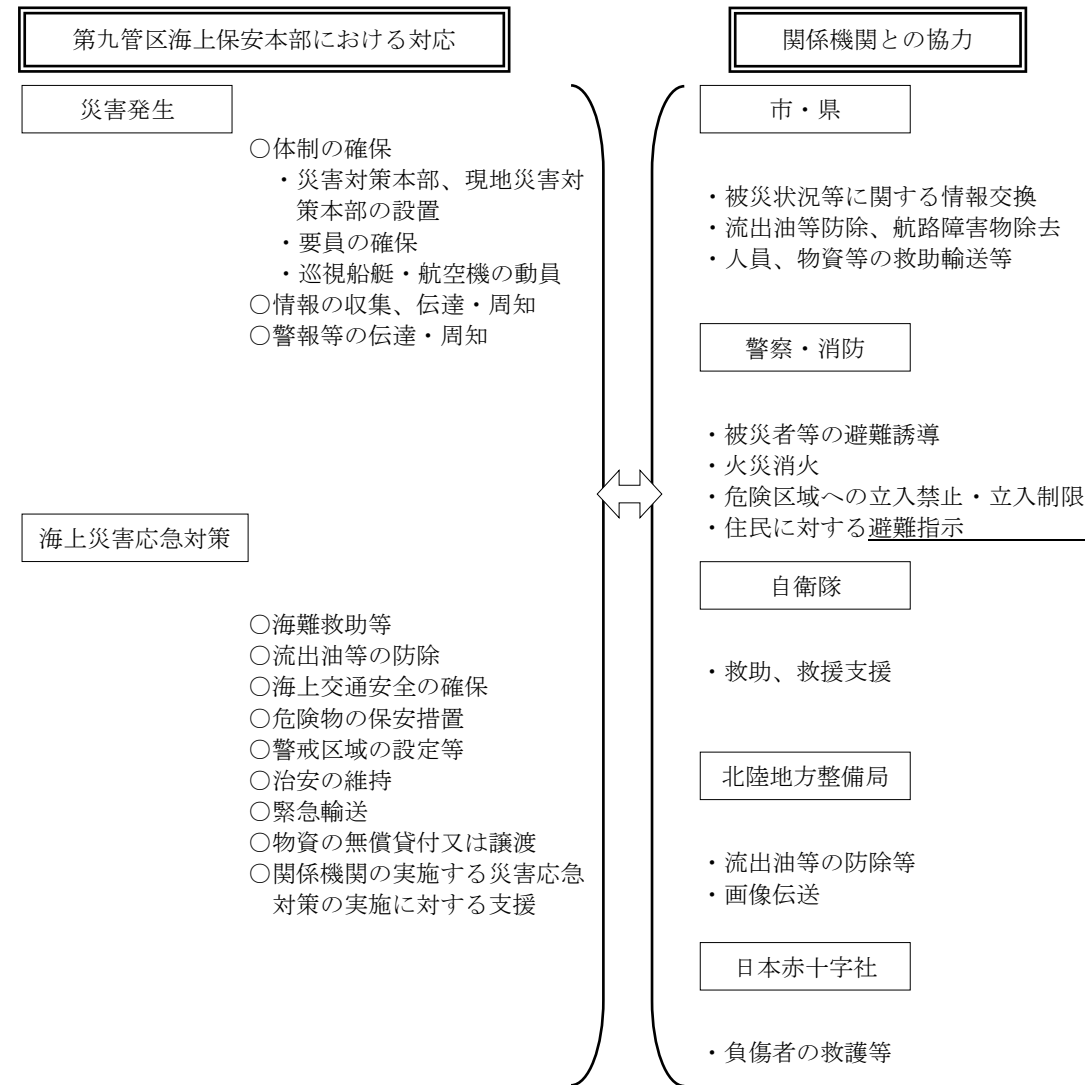 第九管区海上保安本部における対応
災害発生
○体制の確保
・災害対策本部、現地災害対
策本部の設置
・要員の確保
・巡視船艇・航空機の動員
○情報の収集、伝達・周知
○警報等の伝達・周知
海上災害応急対策
○海難救助等
○流出油等の防除
○海上交通安全の確保
○危険物の保安措置
○警戒区域の設定等
○治安の維持
○緊急輸送
○物資の無償貸付又は譲渡
○関係機関の実施する災害応急
対策の実施に対する支援
関係機関との協力
市・県
・被災状況等に関する情報交換
・流出油等防除、航路障害物除去
・人員、物資等の救助輸送等
警察・消防
・被災者等の避難誘導
・火災消火
・危険区域への立入禁止・立入制限
・住民に対する避難指示
自衛隊
・救助、救援支援
北陸地方整備局
・流出油等の防除等
・画像伝送
日本赤十字社
・負傷者の救護等